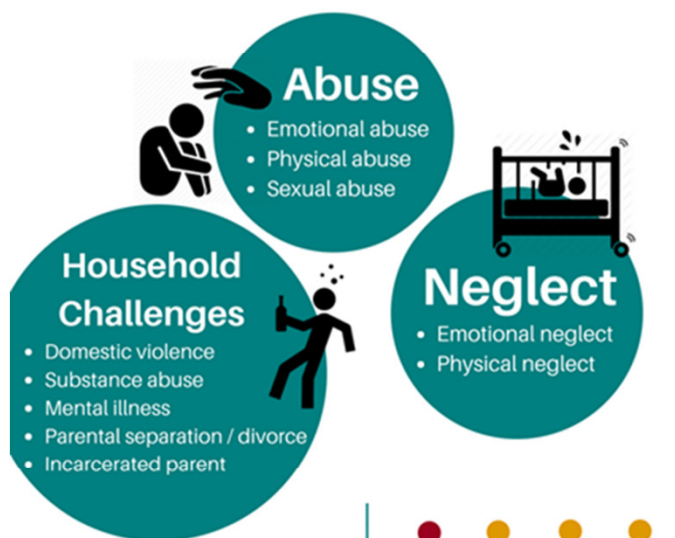 Abuse
• Emotional abuse
• Physical abuse
• Sexual abuse
Household
Challenges
• Domestic violence
• Substance abuse
• Mental illness
• Parental separation / divorce
• Incarcerated parent
Neglect
• Emotional neglect
• Physical neglect